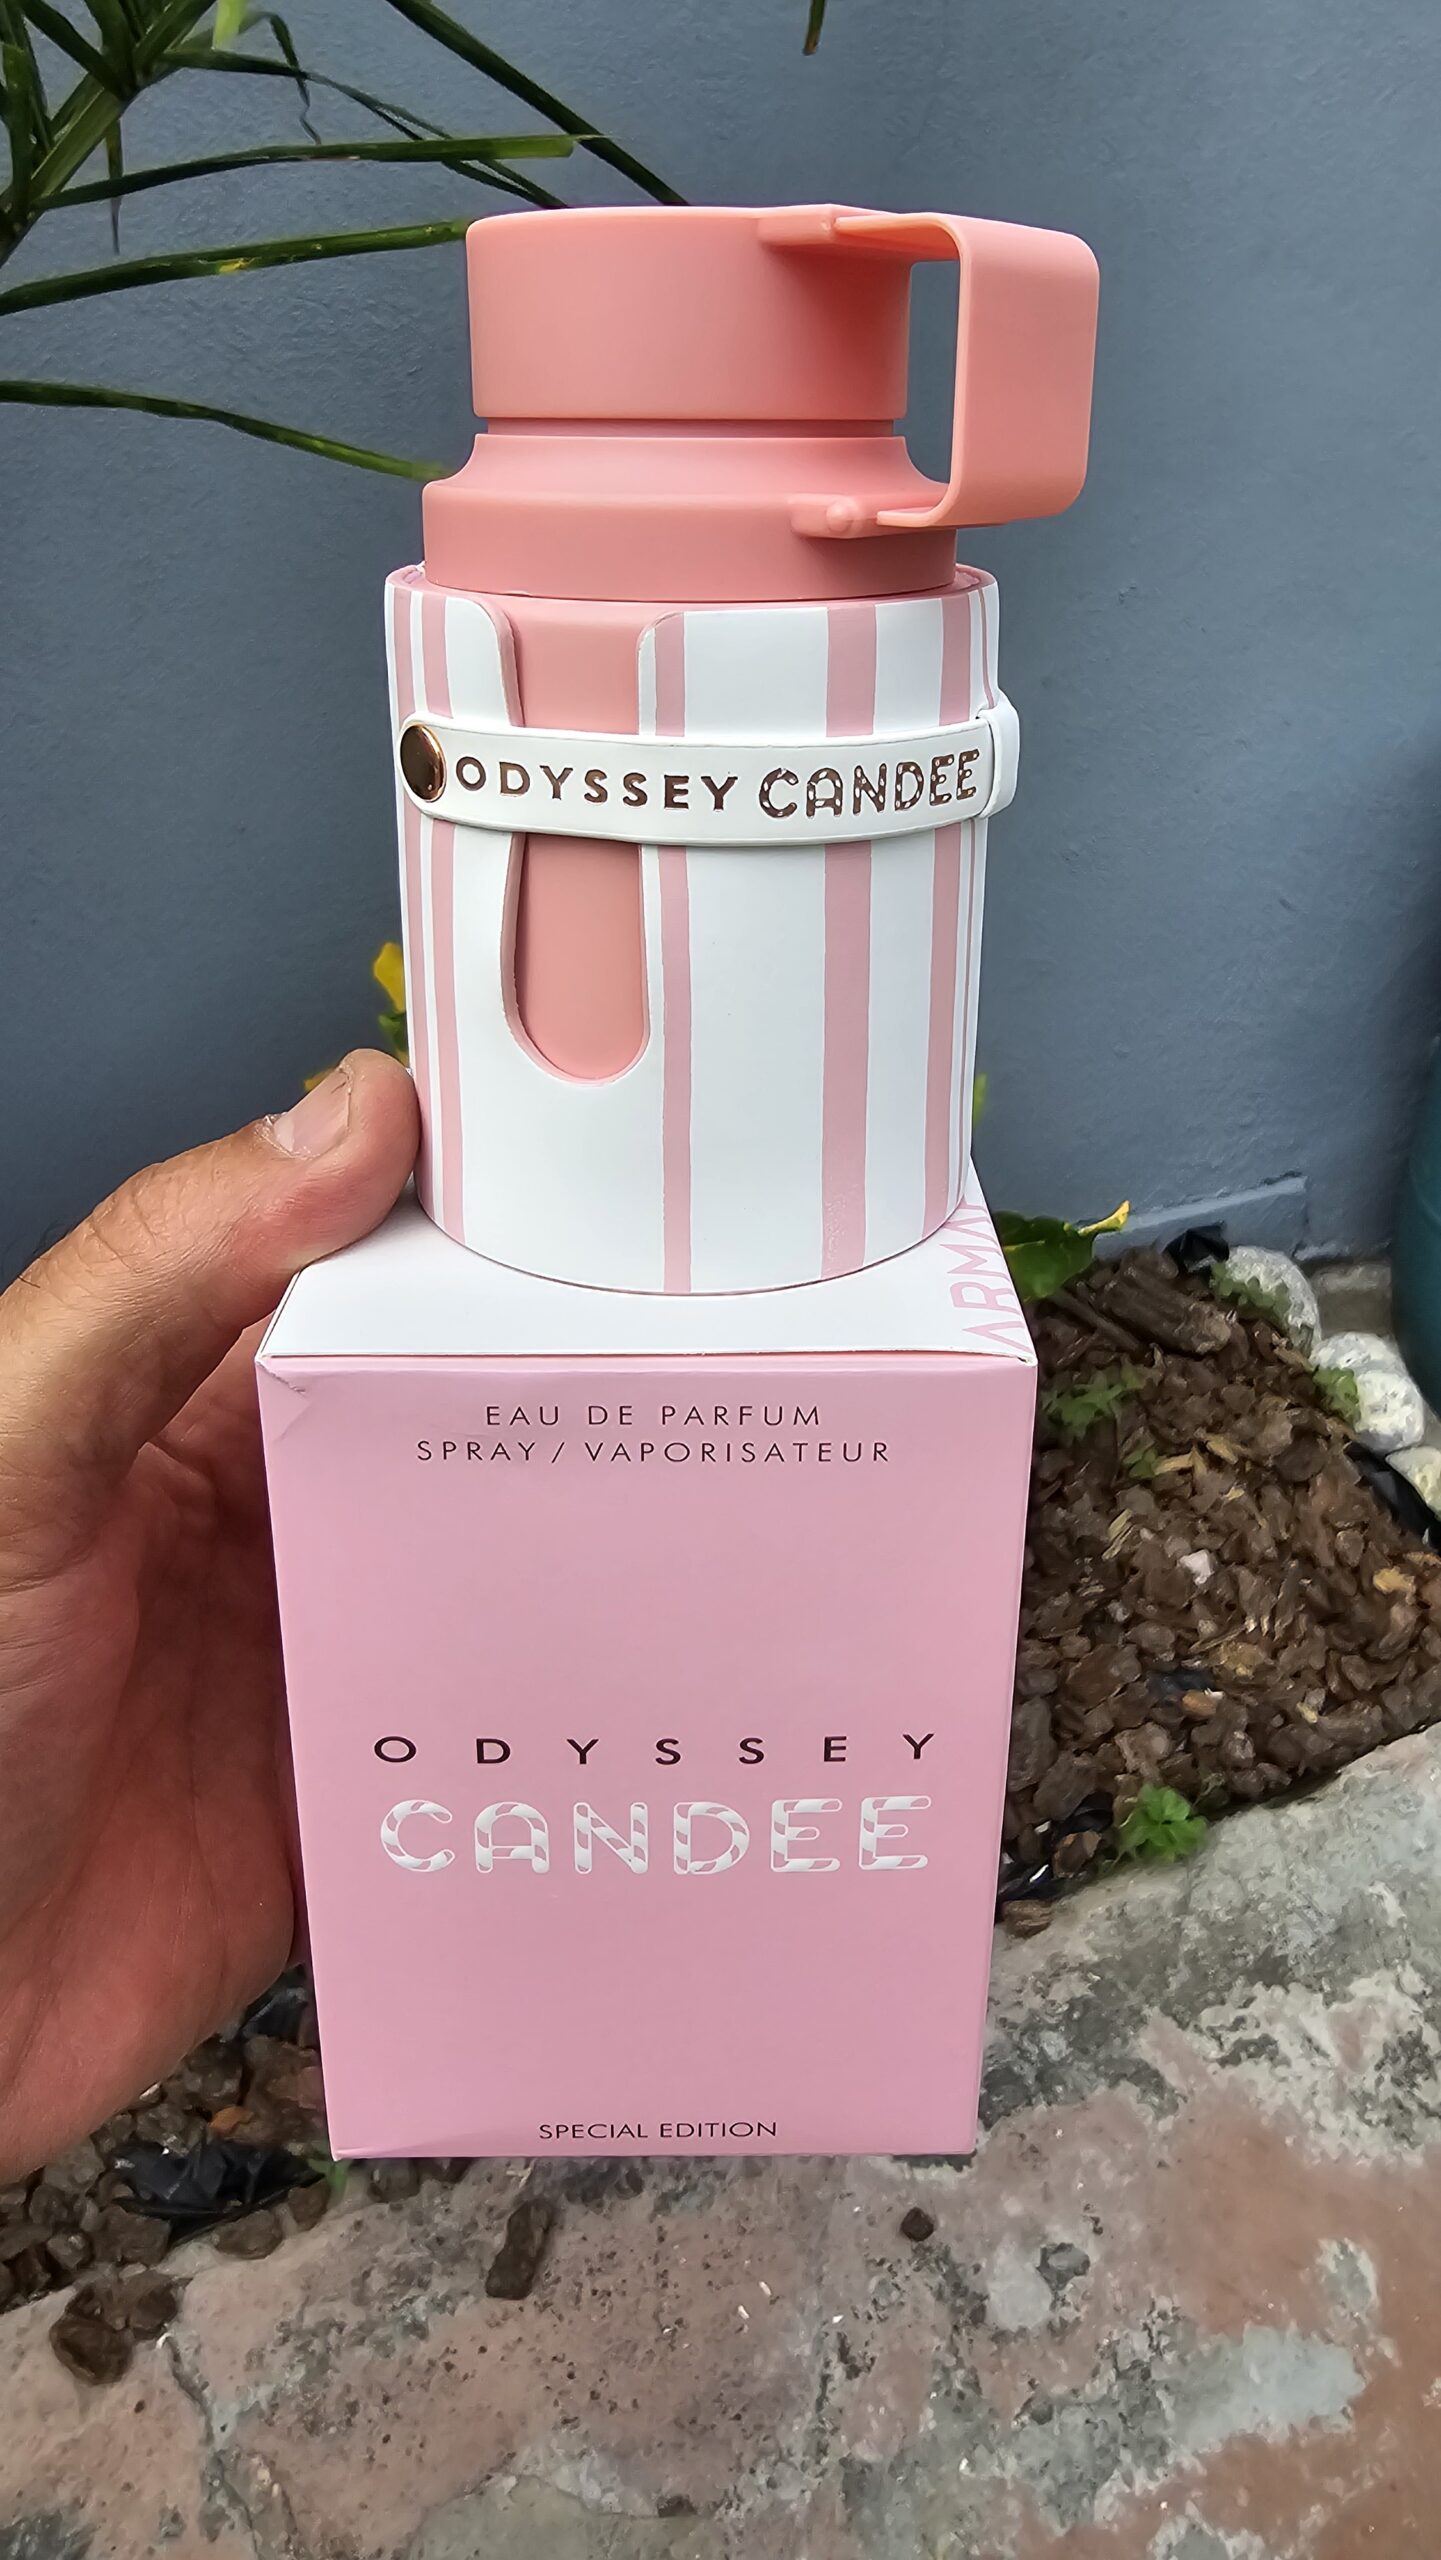 ODYSSEY CANDEE
EAU DE PARFUM
SPRAY / VAPORISATEUR
ODYSSEY
CANDEE
SPECIAL EDITION